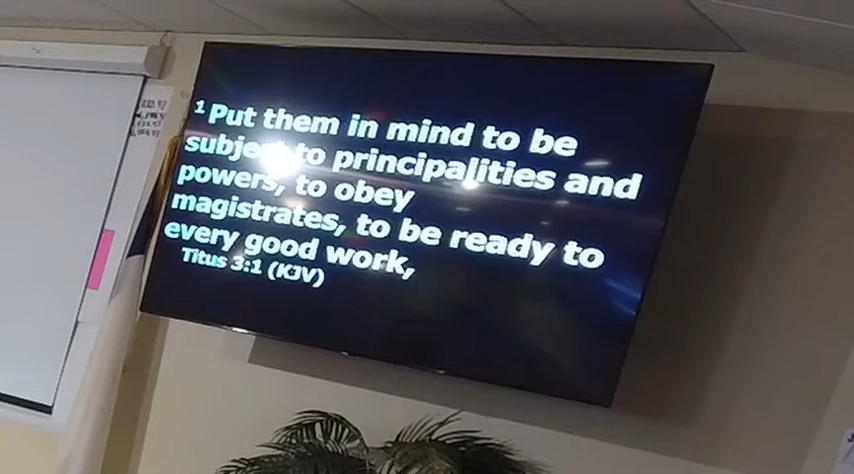 1 Put them in mind to be
subject to principalities and
powers, to obey
magistrates, to be ready to
every good work,
Titus 3:1 (KJV)